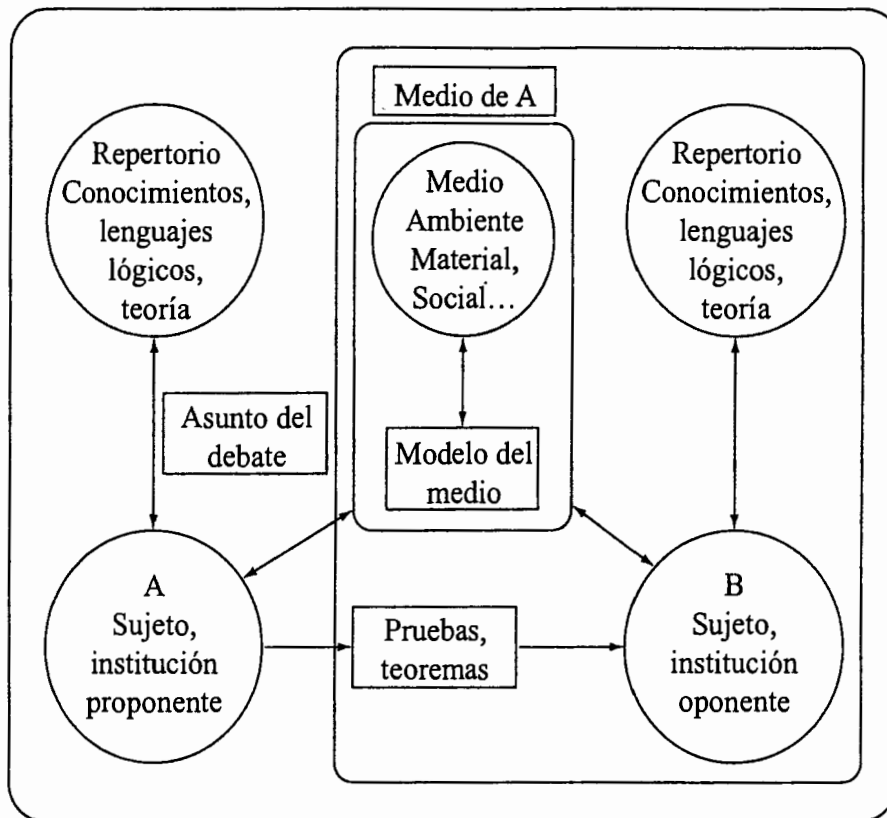 Medio de A
Repertorio
Conocimientos,
lenguajes
lógicos,
teoría
Medio
Ambiente
Material,
Social...
Repertorio
Conocimientos,
lenguajes
lógicos,
teoría
Asunto del
debate
Modelo del
medio
A
Sujeto,
institución
proponente
Pruebas,
teoremas
B
Sujeto,
institución
oponente